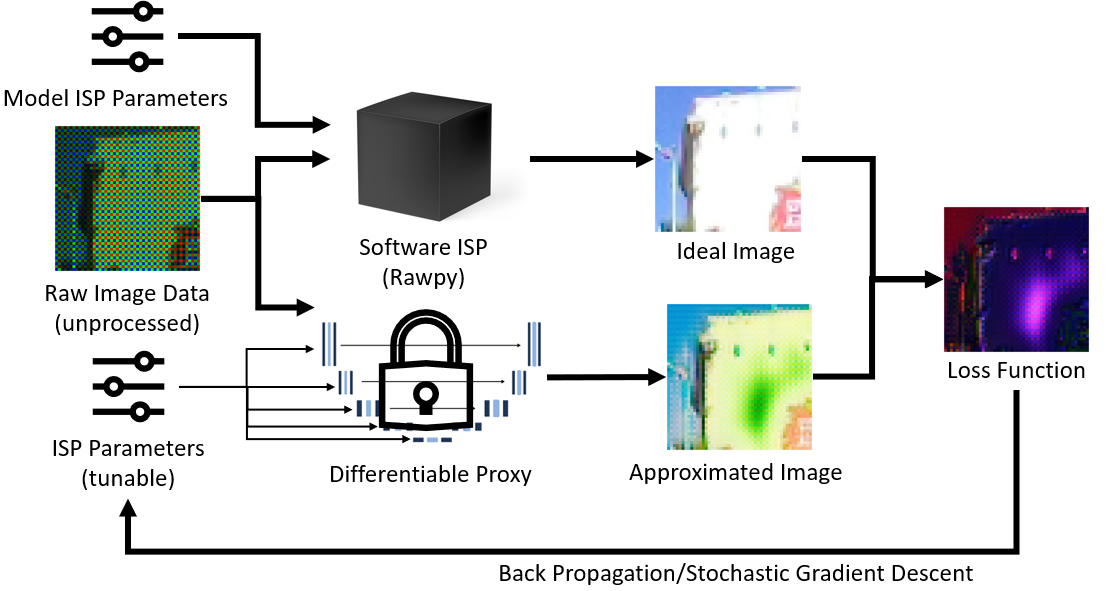 Model ISP Parameters
Raw Image Data
(unprocessed)
ISP Parameters
(tunable)
Software ISP
(Rawpy)
Differentiable Proxy
Ideal Image
Approximated Image
Loss Function
Back Propagation/Stochastic Gradient Descent